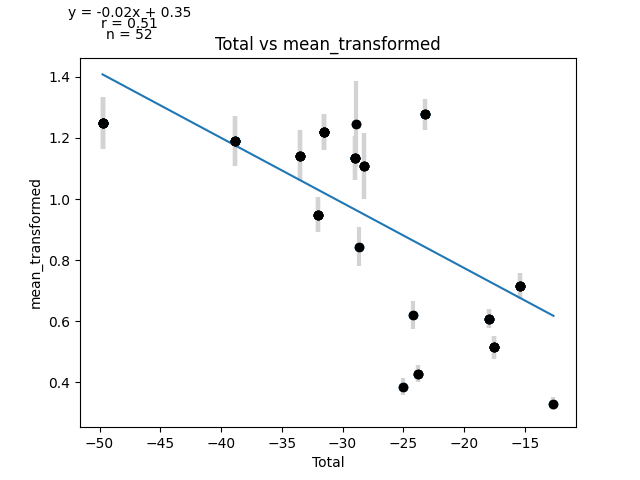 y = -0.02x + 0.35
r = 0.51
n = 52
Total vs mean_transformed
mean_transformed
1.4
1.2
1.0
0.8
0.6
0.4
−50
−45
−40
−35
−30
−25
−20
−15
Total